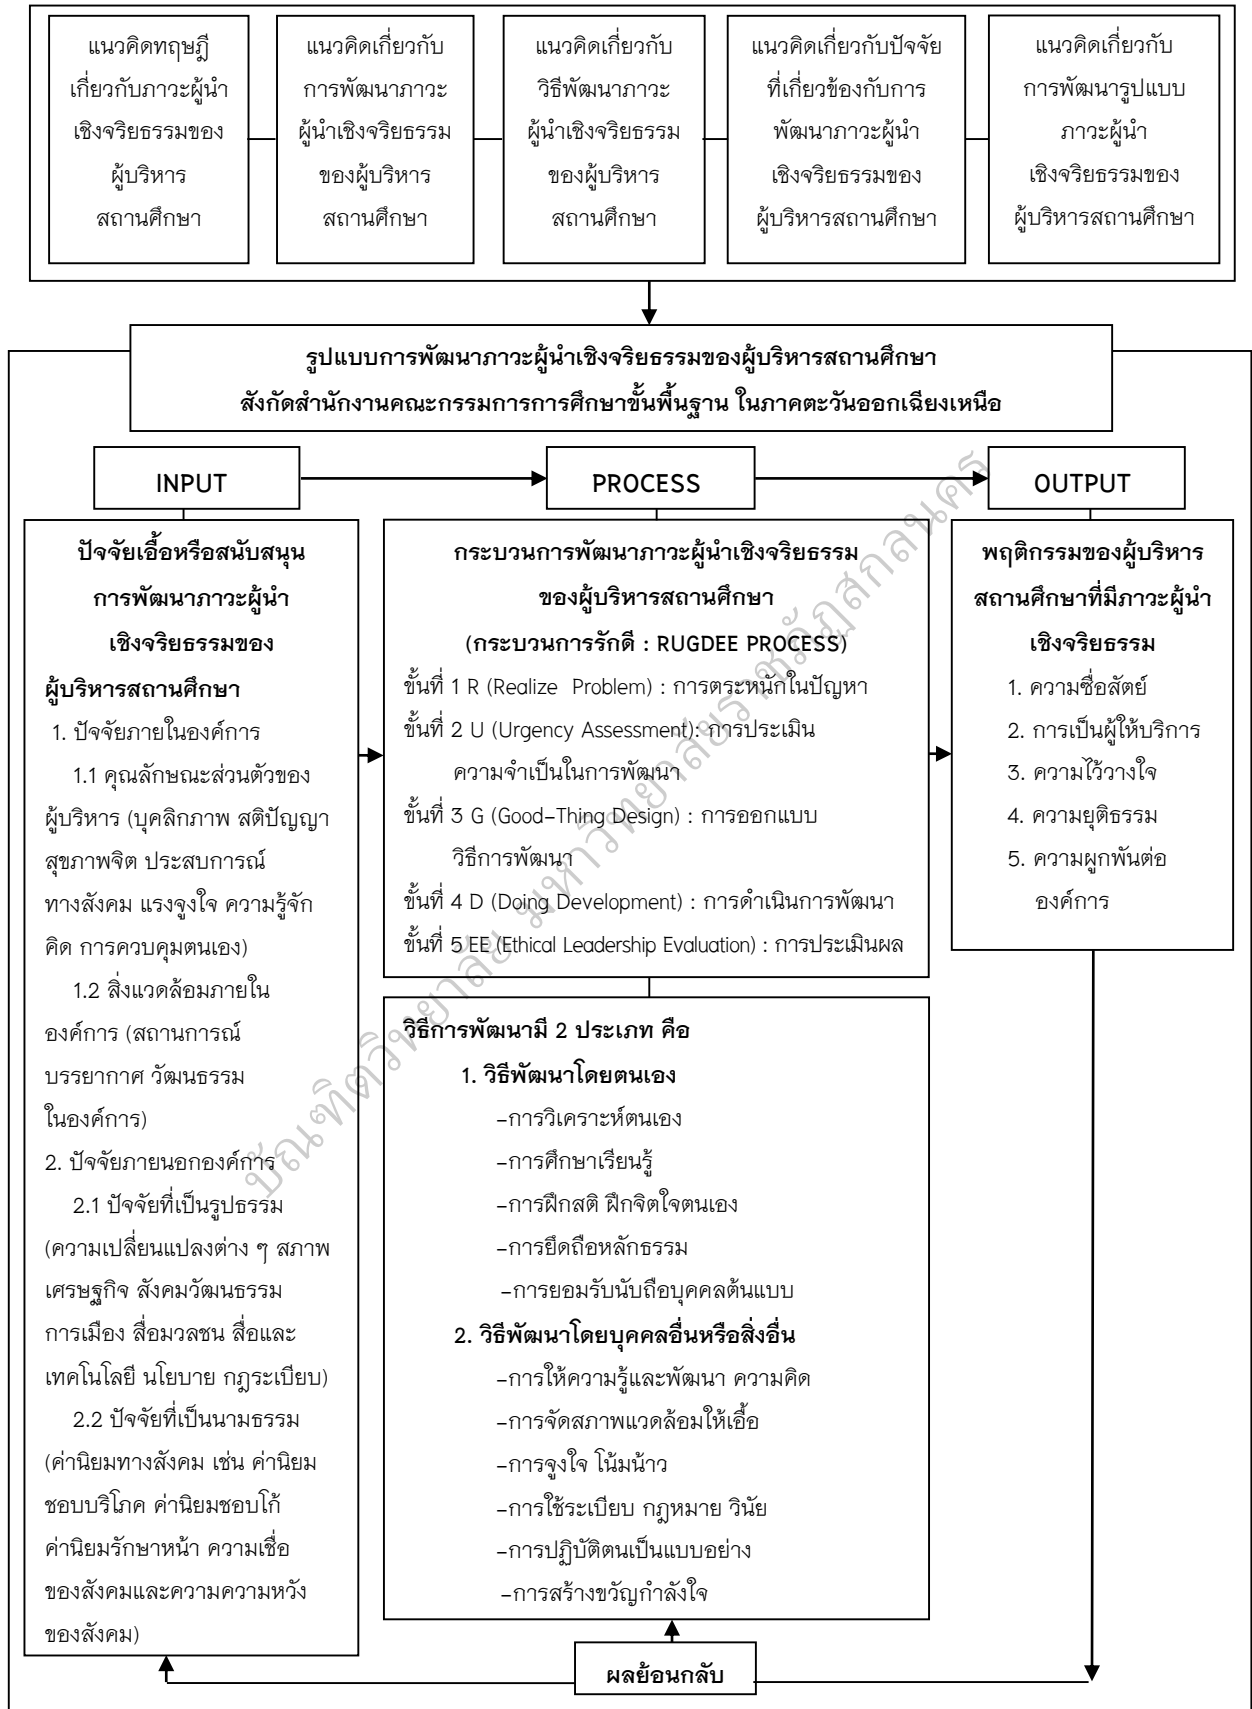 แนวคิดทฤษฎี
เกี่ยวกับภาวะผู้นำ
เชิงจริยธรรมของ
ผู้บริหาร
สถานศึกษา
แนวคิดเกี่ยวกับ
การพัฒนาภาวะ
ผู้นำเชิงจริยธรรม
ของผู้บริหาร
สถานศึกษา
แนวคิดเกี่ยวกับ
วิธีพัฒนาภาวะ
ผู้นำเชิงจริยธรรม
ของผู้บริหาร
สถานศึกษา
แนวคิดเกี่ยวกับปัจจัย
ที่เกี่ยวข้องกับการ
พัฒนาภาวะผู้นำ
เชิงจริยธรรมของ
ผู้บริหารสถานศึกษา
แนวคิดเกี่ยวกับ
การพัฒนารูปแบบ
ภาวะผู้นำ
เชิงจริยธรรมของ
ผู้บริหารสถานศึกษา
รูปแบบการพัฒนาภาวะผู้นำเชิงจริยธรรมของผู้บริหารสถานศึกษา
สังกัดสำนักงานคณะกรรมการการศึกษาขั้นพื้นฐาน ในภาคตะวันออกเฉียงเหนือ
INPUT
PROCESS
OUTPUT
ปัจจัยเอื้อหรือสนับสนุน
การพัฒนาภาวะผู้นำ
เชิงจริยธรรมของ
ผู้บริหารสถานศึกษา
1. ปัจจัยภายในองค์การ
1.1 คุณลักษณะส่วนตัวของ
ผู้บริหาร (บุคลิกภาพ สติปัญญา
สุขภาพจิต ประสบการณ์
ทางสังคม แรงจูงใจ ความรู้จัก
คิด การควบคุมตนเอง)
1.2 สิ่งแวดล้อมภายใน
องค์การ (สถานการณ์
บรรยากาศ วัฒนธรรม
ในองค์การ)
2. ปัจจัยภายนอกองค์การ
2.1 ปัจจัยที่เป็นรูปธรรม
(ความเปลี่ยนแปลงต่าง ๆ สภาพ
เศรษฐกิจ สังคมวัฒนธรรม
การเมือง สื่อมวลชน สื่อและ
เทคโนโลยี นโยบาย กฎระเบียบ)
2.2 ปัจจัยที่เป็นนามธรรม
(ค่านิยมทางสังคม เช่น ค่านิยม
ชอบบริโภค ค่านิยมชอบโก้
ค่านิยมรักษาหน้า ความเชื่อ
ของสังคมและความความหวัง
ของสังคม)
กระบวนการพัฒนาภาวะผู้นำเชิงจริยธรรม
ของผู้บริหารสถานศึกษา
(กระบวนการรักดี : RUGDEE PROCESS)
ขั้นที่ 1 R (Realize Problem) : การตระหนักในปัญหา
ขั้นที่ 2 U (Urgency Assessment): การประเมิน
ความจำเป็นในการพัฒนา
ขั้นที่ 3 G (Good-Thing Design) : การออกแบบ
วิธีการพัฒนา
ขั้นที่ 4 D (Doing Development) : การดำเนินการพัฒนา
ขั้นที่ 5 EE (Ethical Leadership Evaluation) : การประเมินผล
วิธีการพัฒนามี 2 ประเภท คือ
1. วิธีพัฒนาโดยตนเอง
-การวิเคราะห์ตนเอง
-การศึกษาเรียนรู้
-การฝึกสติ ฝึกจิตใจตนเอง
-การยึดถือหลักธรรม
-การยอมรับนับถือบุคคลต้นแบบ
2. วิธีพัฒนาโดยบุคคลอื่นหรือสิ่งอื่น
-การให้ความรู้และพัฒนา ความคิด
-การจัดสภาพแวดล้อมให้เอื้อ
-การจูงใจ โน้มน้าว
-การใช้ระเบียบ กฎหมาย วินัย
-การปฏิบัติตนเป็นแบบอย่าง
-การสร้างขวัญกำลังใจ
พฤติกรรมของผู้บริหาร
สถานศึกษาที่มีภาวะผู้นำ
เชิงจริยธรรม
1. ความซื่อสัตย์
2. การเป็นผู้ให้บริการ
3. ความไว้วางใจ
4. ความยุติธรรม
5. ความผูกพันต่อ
องค์การ
ผลย้อนกลับ
บัณฑิตวิทยาลัย มหาวิทยาลัยราชภัฏสกลนคร